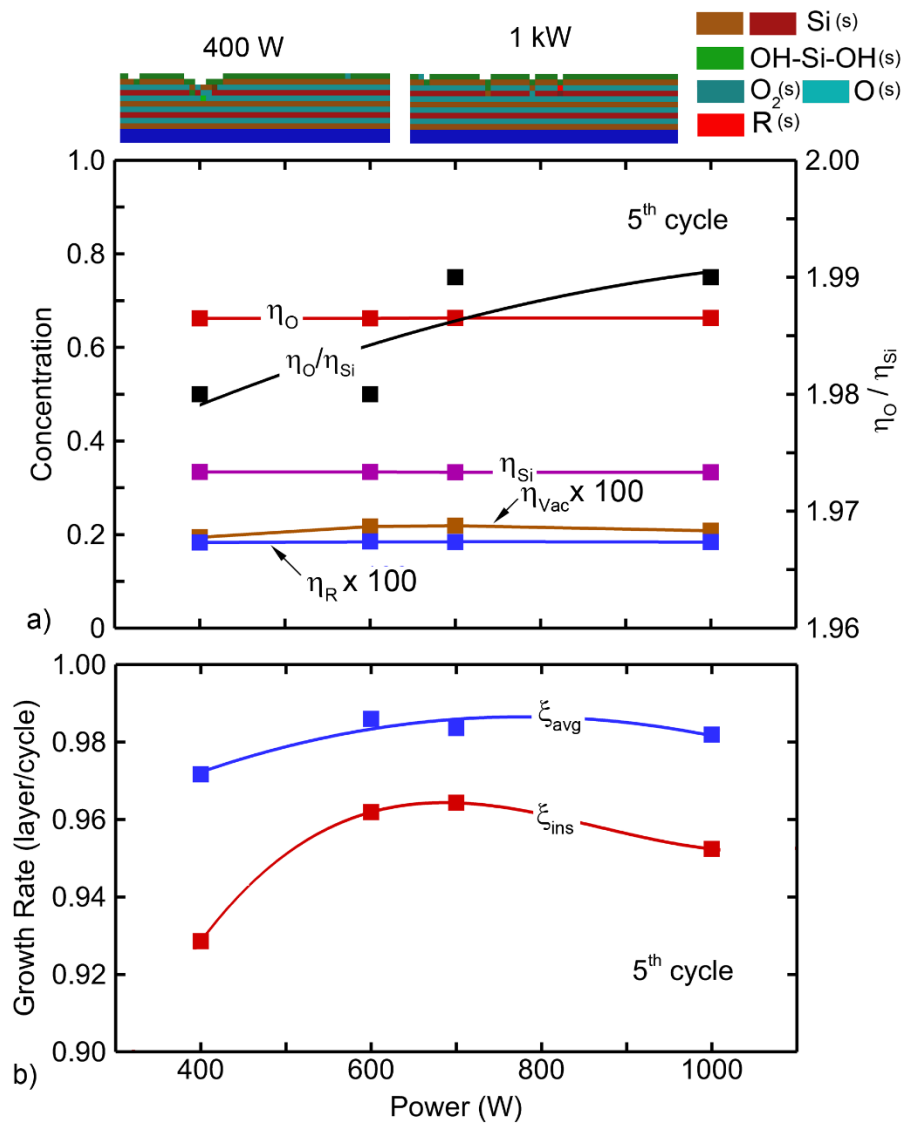 400 W
1 kW
Si (s)
OH-Si-OH(s)
O2(s) O(s)
R (s)
1.0
0.8
0.6
0.4
0.2
0
Concentration
2.00
1.99
1.98
1.97
1.96
ηO / ηSi
5th cycle
ηO
ηO/ηSi
ηSi
ηVac x 100
ηR x 100
a)
1.00
0.98
0.96
0.94
0.92
0.90
Growth Rate (layer/cycle)
ξavg
ξins
5th cycle
b)
400 600 800 1000
Power (W)